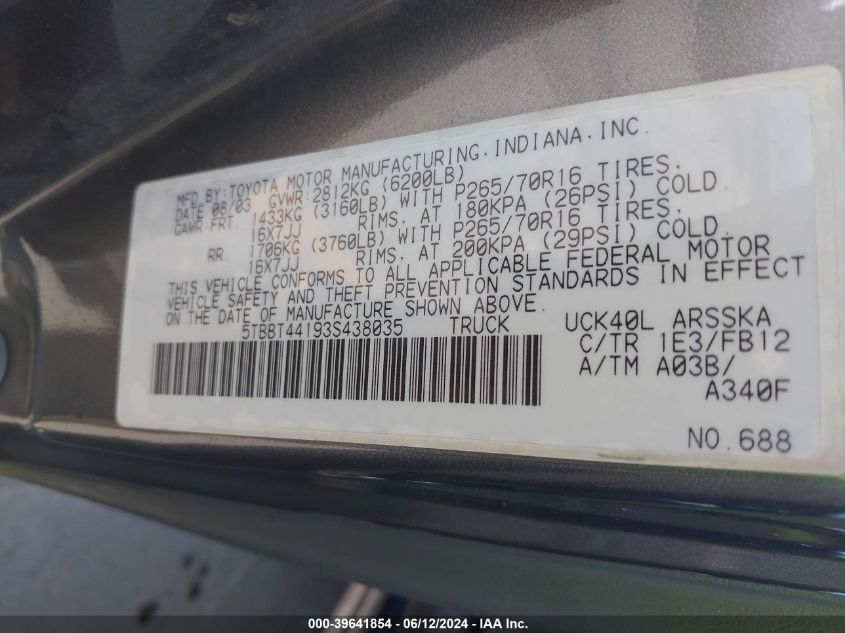 MFD BY:TOYOTA MOTOR MANUFACTURING.INDIANA.INC.
DATE 08/03 GVWR:2812KG (6200LB)
GAWR:FRT. 1433KG (3160LB) WITH P265/70R16 TIRES.
16X7JJ RIMS. AT 180KPA (26PSI) COLD.
RR. 1706KG (3760LB) WITH P265/70R16 TIRES.
16X7JJ RIMS. AT 200KPA (29PSI) COLD.
THIS VEHICLE CONFORMS TO ALL APPLICABLE FEDERAL MOTOR
VEHICLE SAFETY AND THEFT PREVENTION STANDARDS IN EFFECT
ON THE DATE OF MANUFACTURE SHOWN ABOVE.
5TBBT44193S438035 TRUCK UCK40L ARSSKA
C/TR 1E3/FB12
A/TM A03B/
A340F
NO.688
000-39641854 - 06/12/2024 - IAA Inc.